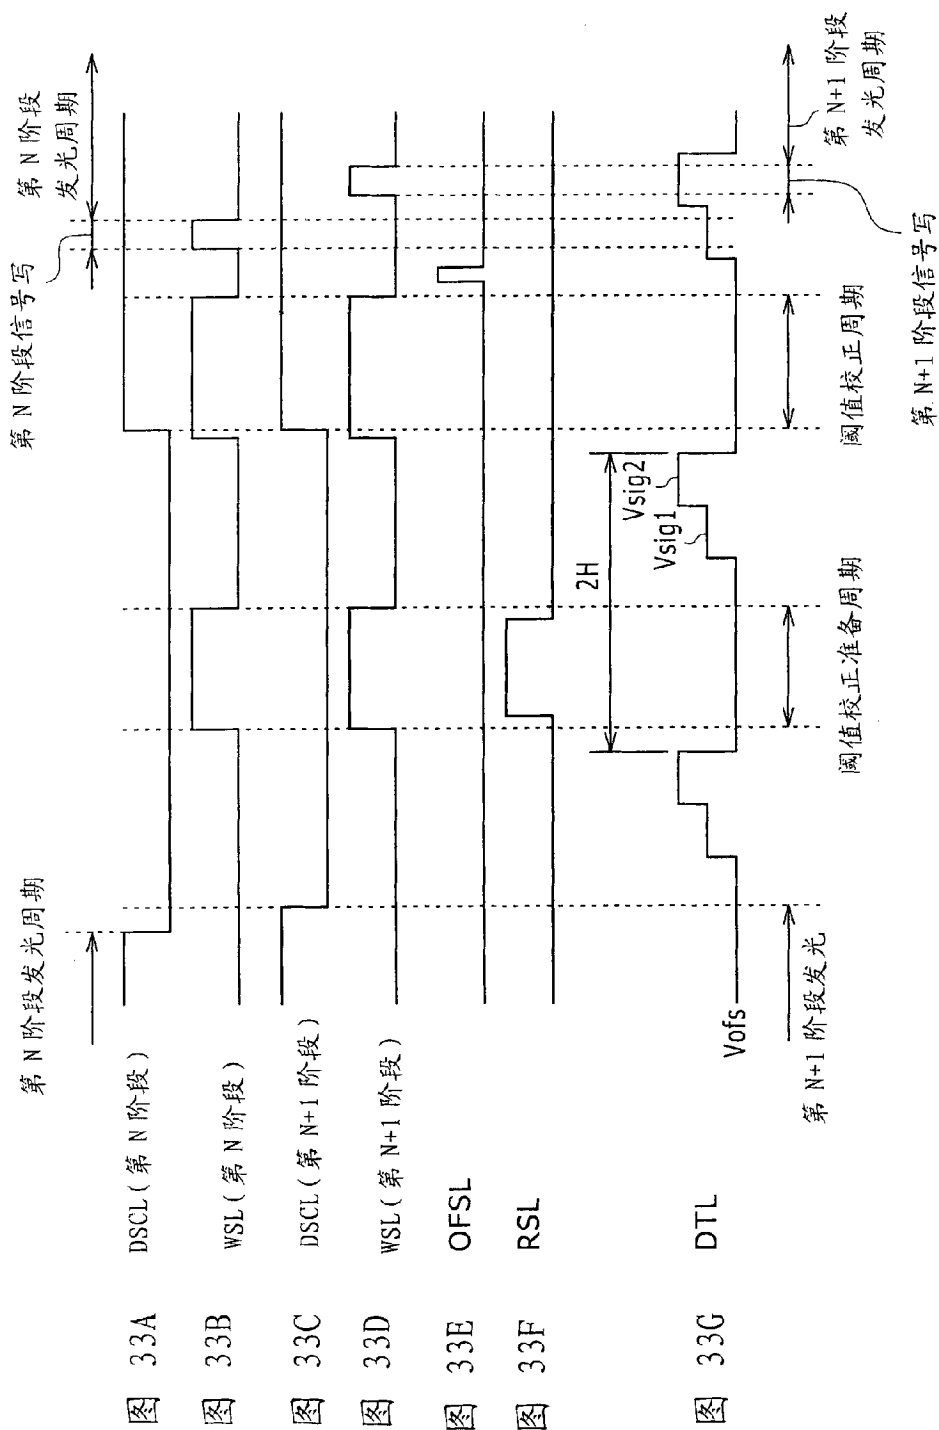 第 N 阶段发光周期
第 N 阶段信号写
第 N 阶段
发光周期
图 33A DSCL(第 N 阶段)
图 33B WSL(第 N 阶段)
图 33C DSCL(第 N+1 阶段)
图 33D WSL(第 N+1 阶段)
图 33E OFSL
图 33F RSL
2H
Vsig1
Vsig2
图 33G DTL
Vofs
第 N+1 阶段发光
阈值校正准备周期
阈值校正周期
第 N+1 阶段信号写
第 N+1 阶段
发光周期